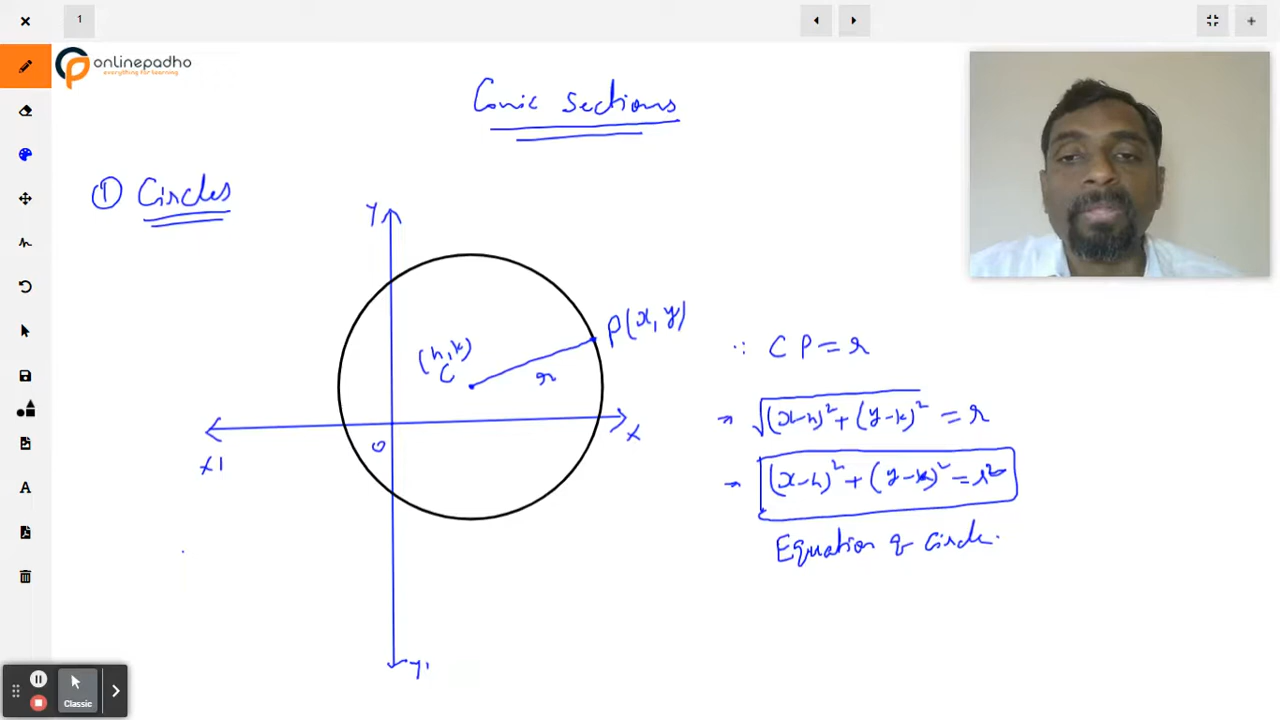 1
onlinepadho
everything for learning
Conic Sections
① Circles
Y
P(x, y)
(h, k)
C
r
X
X1
O
Y1
∵ CP = r
→ √(x-h)² + (y-k)² = r
→ (x-h)² + (y-k)² = r²
Equation of Circle.
A
Classic